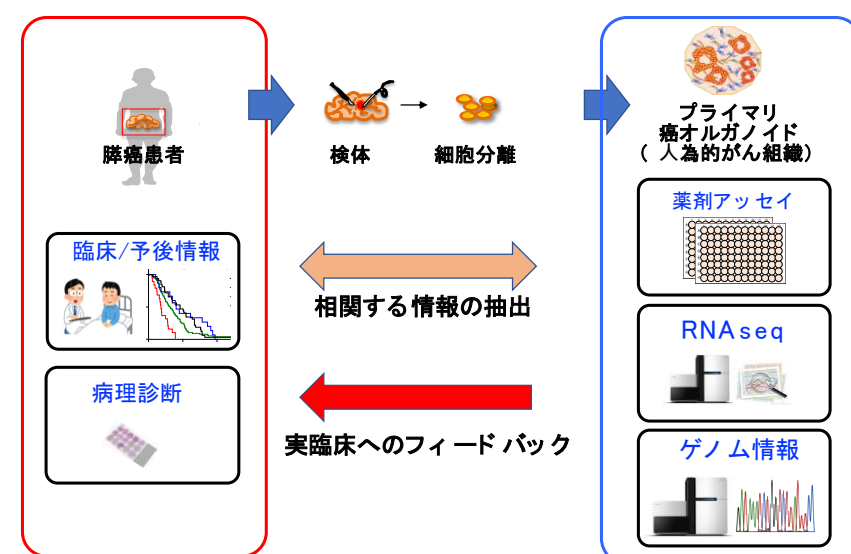 膵癌患者
検体
細胞分離
プライマリ
癌オルガノイド
( 人為的がん組織)
臨床/予後情報
病理診断
相関する情報の抽出
実臨床へのフィードバック
薬剤アッセイ
RNAseq
ゲノム情報